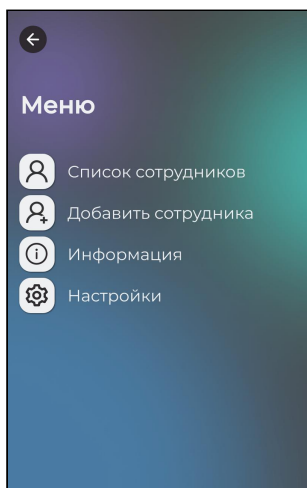 Меню
Список сотрудников
Добавить сотрудника
Информация
Настройки